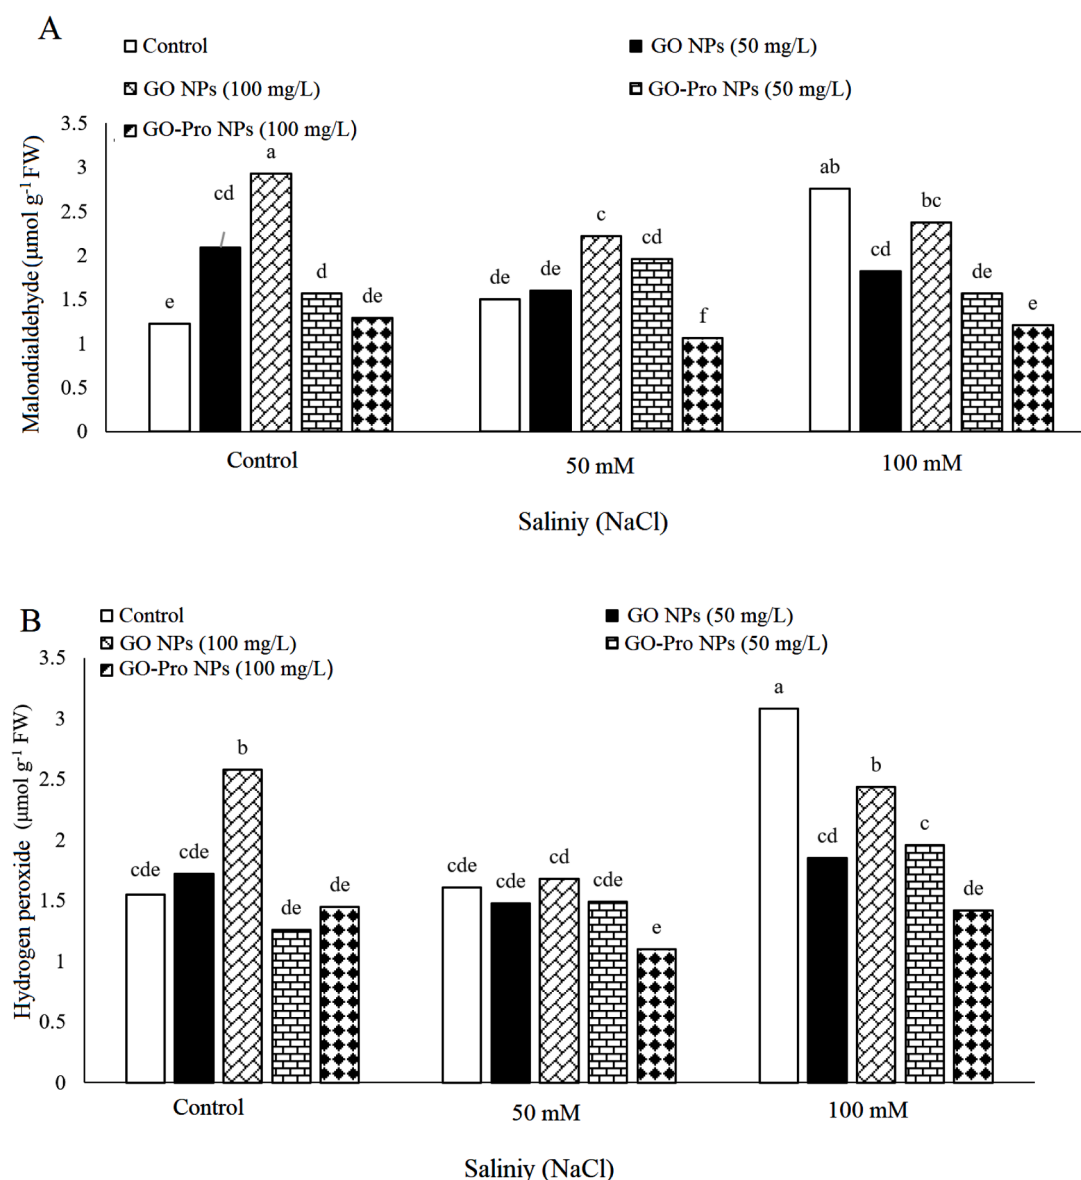 A
Control
GO NPs (50 mg/L)
GO NPs (100 mg/L)
GO-Pro NPs (50 mg/L)
GO-Pro NPs (100 mg/L)
Malondialdehyde (µmol g-1 FW)
3.5
3
2.5
2
1.5
1
0.5
0
e cd a d de
de de c cd f
ab cd bc de e
Control 50 mM 100 mM
Saliniy (NaCl)
B
Control
GO NPs (50 mg/L)
GO NPs (100 mg/L)
GO-Pro NPs (50 mg/L)
GO-Pro NPs (100 mg/L)
Hydrogen peroxide (µmol g-1 FW)
3.5
3
2.5
2
1.5
1
0.5
0
cde cde b de de
cde cde cd cde e
a cd b c de
Control 50 mM 100 mM
Saliniy (NaCl)